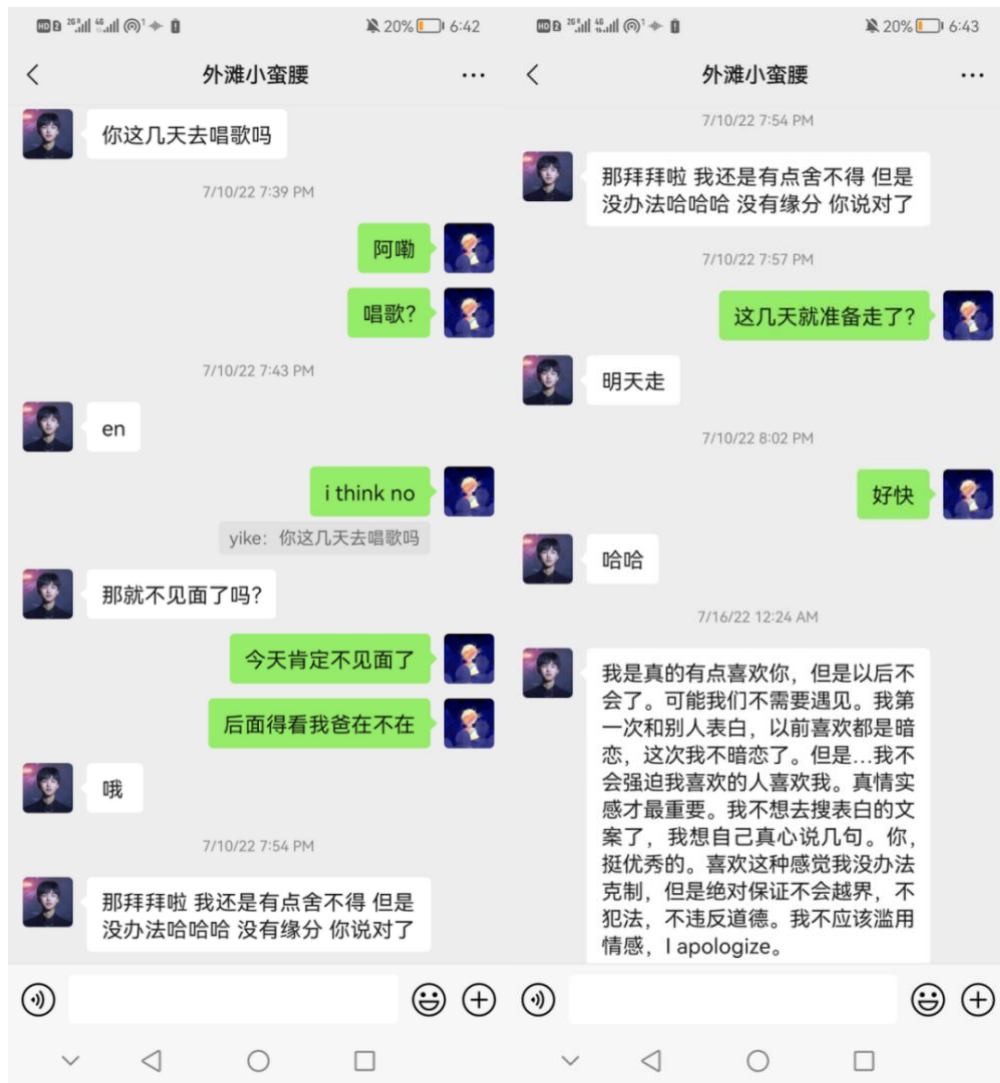 20% 6:42
外滩小蛮腰
你这几天去唱歌吗
7/10/22 7:39 PM
阿嘞
唱歌?
7/10/22 7:43 PM
en
i think no
yike：你这几天去唱歌吗
那就不见面了吗?
今天肯定不见面了
后面得看我爸在不在
哦
7/10/22 7:54 PM
那拜拜啦 我还是有点舍不得 但是
没办法哈哈哈 没有缘分 你说对了
20% 6:43
外滩小蛮腰
7/10/22 7:54 PM
那拜拜啦 我还是有点舍不得 但是
没办法哈哈哈 没有缘分 你说对了
7/10/22 7:57 PM
这几天就准备走了?
明天走
7/10/22 8:02 PM
好快
哈哈
7/16/22 12:24 AM
我是真的有点喜欢你，但是以后不
会了。可能我们不需要遇见。我第
一次和别人表白，以前喜欢都是暗
恋，这次我不暗恋了。但是...我不
会强迫我喜欢的人喜欢我。真情实
感才最重要。我不想去搜表白的文
案了，我想自己真心说几句。你，
挺优秀的。喜欢这种感觉我没办法
克制，但是绝对保证不会越界，不
犯法，不违反道德。我不应该滥用
情感，I apologize。